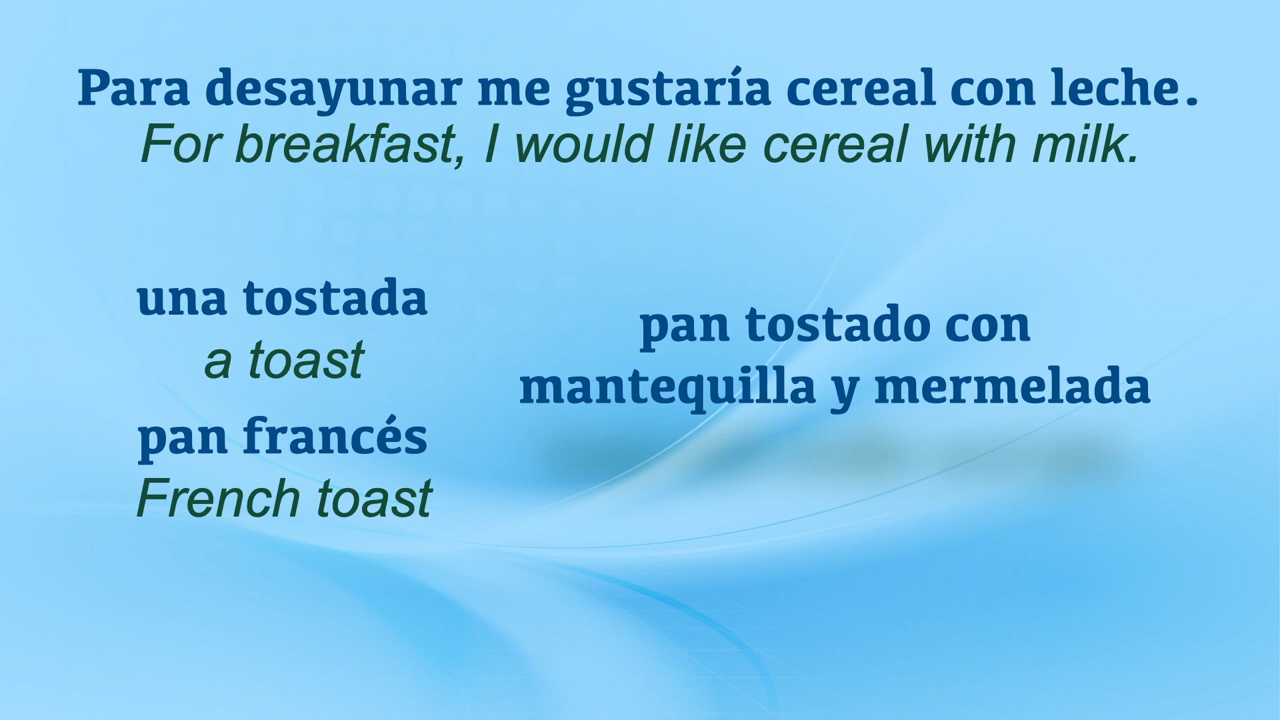 Para desayunar me gustaría cereal con leche.
For breakfast, I would like cereal with milk.
una tostada
a toast
pan francés
French toast
pan tostado con
mantequilla y mermelada